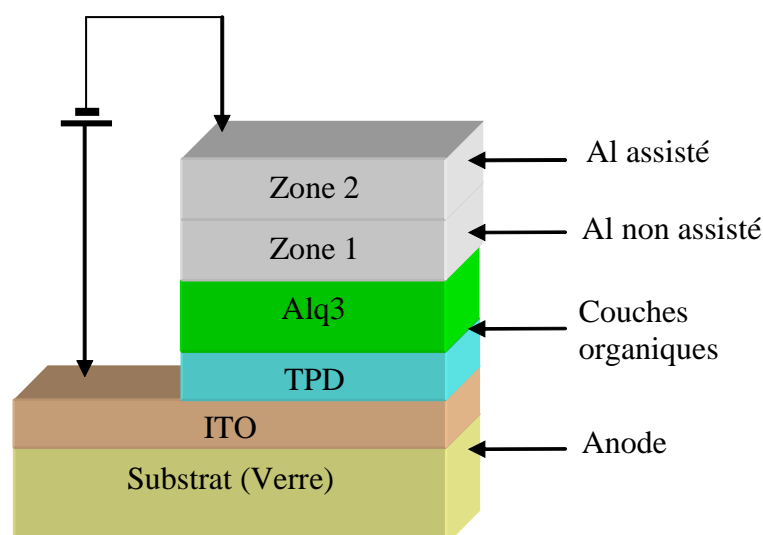 Al assisté
Zone 2
Al non assisté
Zone 1
Alq3
Couches
organiques
TPD
ITO
Anode
Substrat (Verre)